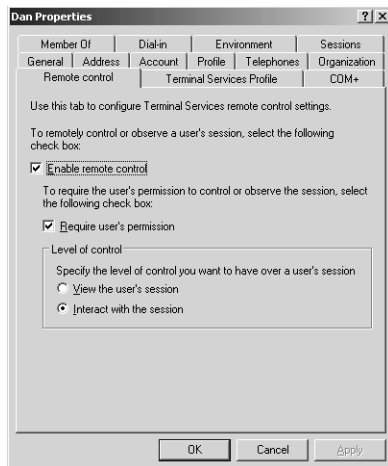 Dan Properties
Member Of Dial-in Environment Sessions
General Address Account Profile Telephones Organization
Remote control Terminal Services Profile COM+
Use this tab to configure Terminal Services remote control settings.
To remotely control or observe a user's session, select the following
check box:
Enable remote control
To require the user's permission to control or observe the session, select
the following check box:
Require user's permission
Level of control
Specify the level of control you want to have over a user's session
View the user's session
Interact with the session
OK Cancel Apply